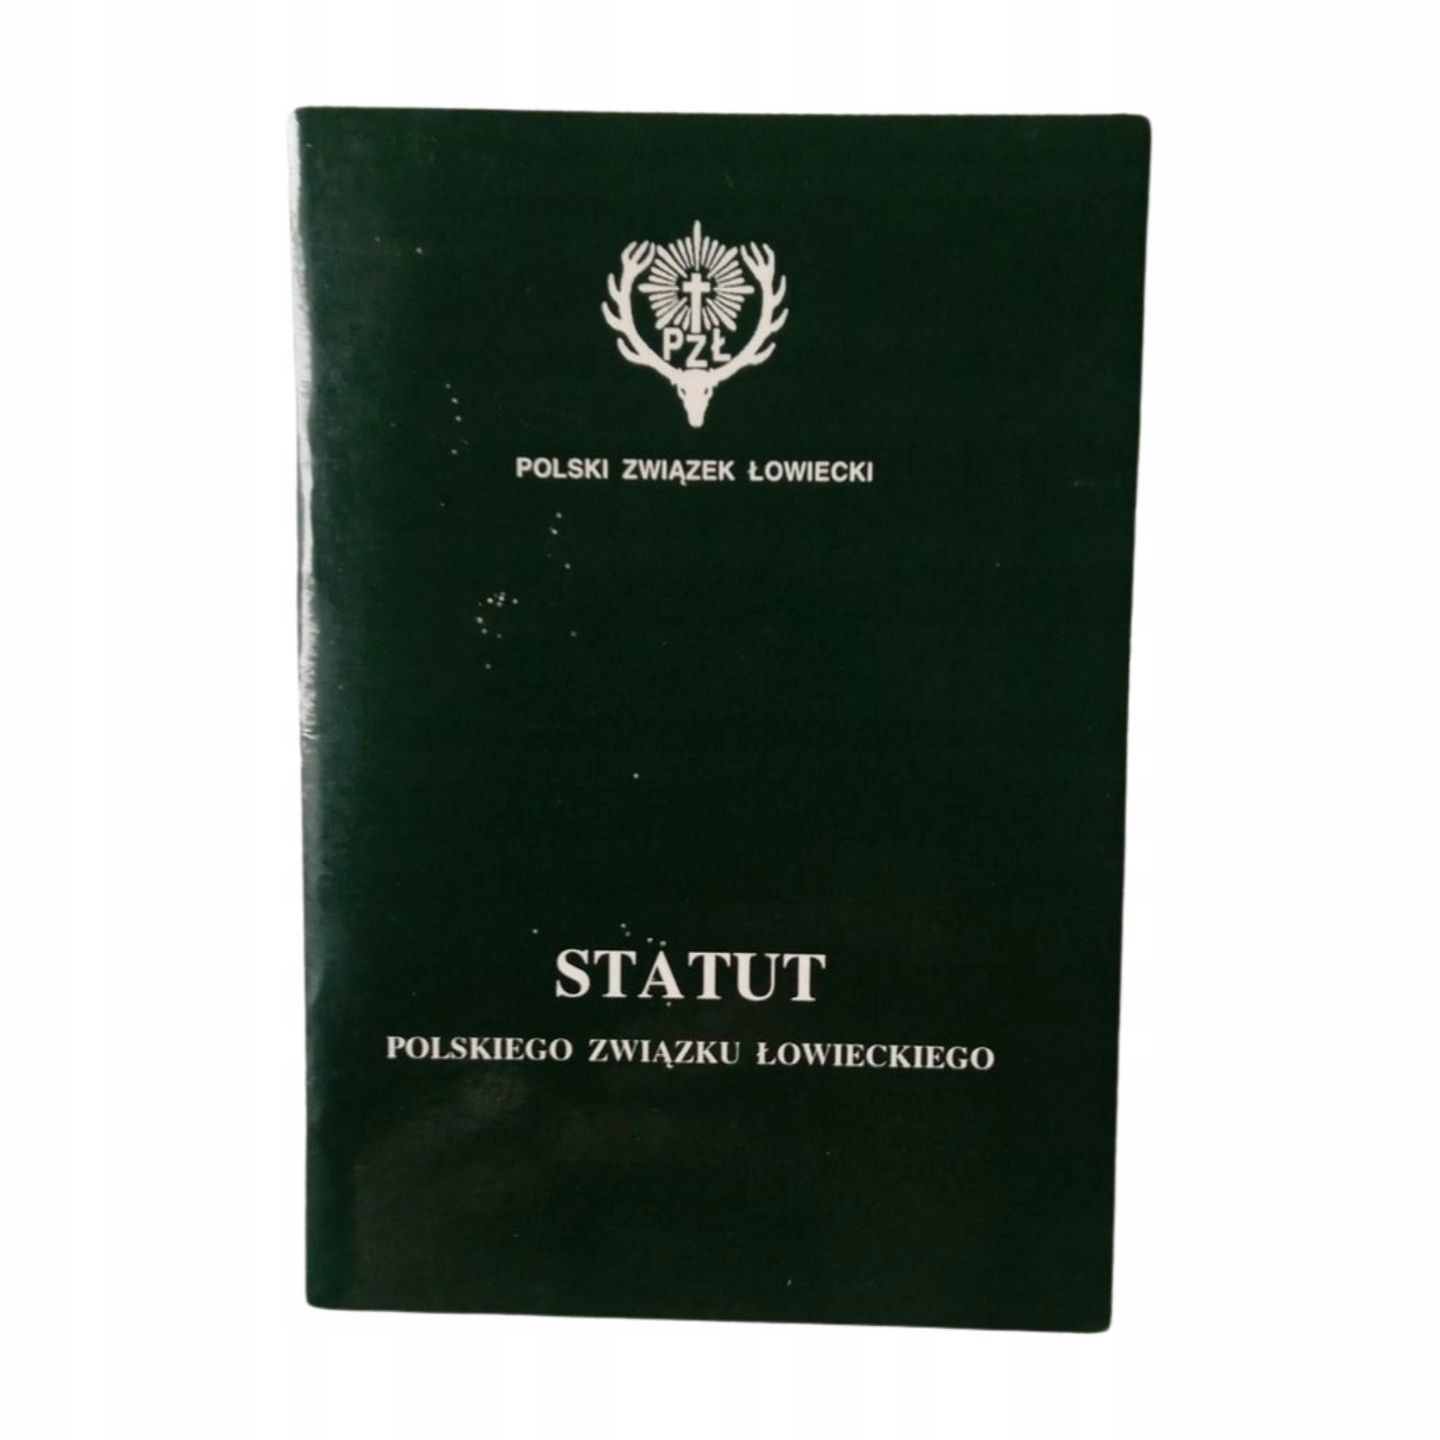 PZŁ
POLSKI ZWIĄZEK ŁOWIECKI
STATUT
POLSKIEGO ZWIĄZKU ŁOWIECKIEGO